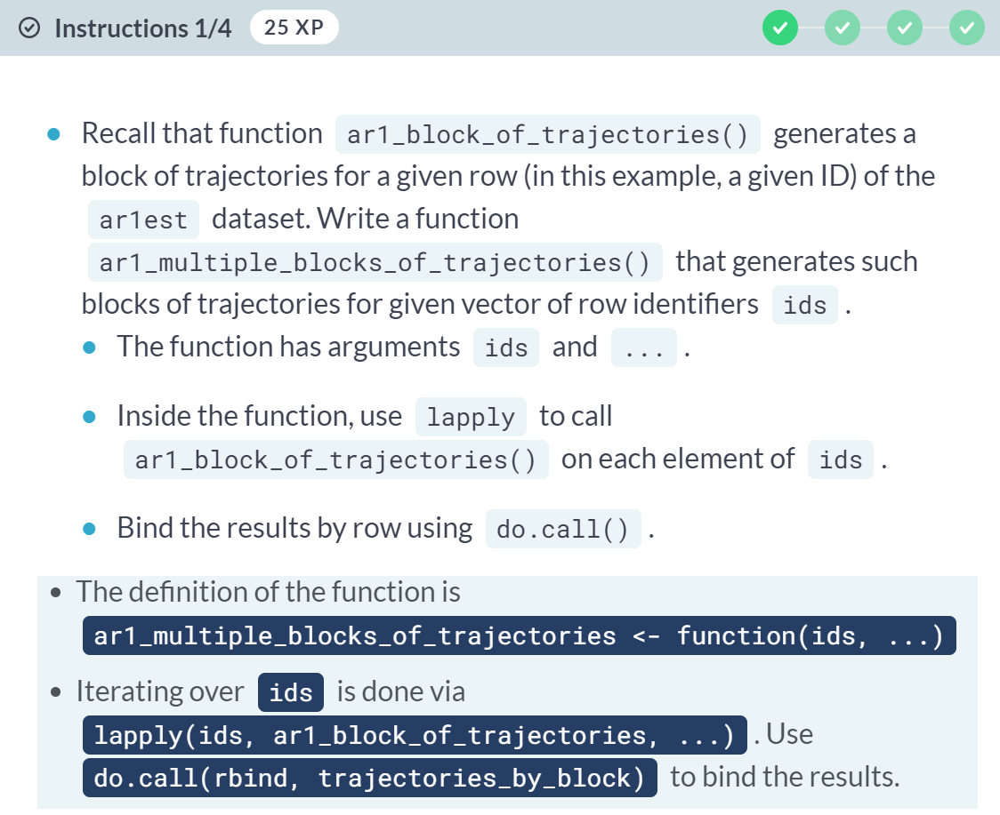 Instructions 1/4 25 XP
Recall that function ar1_block_of_trajectories() generates a
block of trajectories for a given row (in this example, a given ID) of the
ar1est dataset. Write a function
ar1_multiple_blocks_of_trajectories() that generates such
blocks of trajectories for given vector of row identifiers ids .
The function has arguments ids and ... .
Inside the function, use lapply to call
ar1_block_of_trajectories() on each element of ids .
Bind the results by row using do.call() .
The definition of the function is
ar1_multiple_blocks_of_trajectories <- function(ids, ...)
Iterating over ids is done via
lapply(ids, ar1_block_of_trajectories, ...) . Use
do.call(rbind, trajectories_by_block) to bind the results.